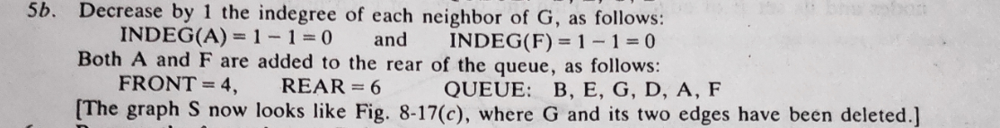 5b. Decrease by 1 the indegree of each neighbor of G, as follows:
INDEG(A) = 1 − 1 = 0 and INDEG(F) = 1 − 1 = 0
Both A and F are added to the rear of the queue, as follows:
FRONT = 4, REAR = 6 QUEUE: B, E, G, D, A, F
[The graph S now looks like Fig. 8-17(c), where G and its two edges have been deleted.]